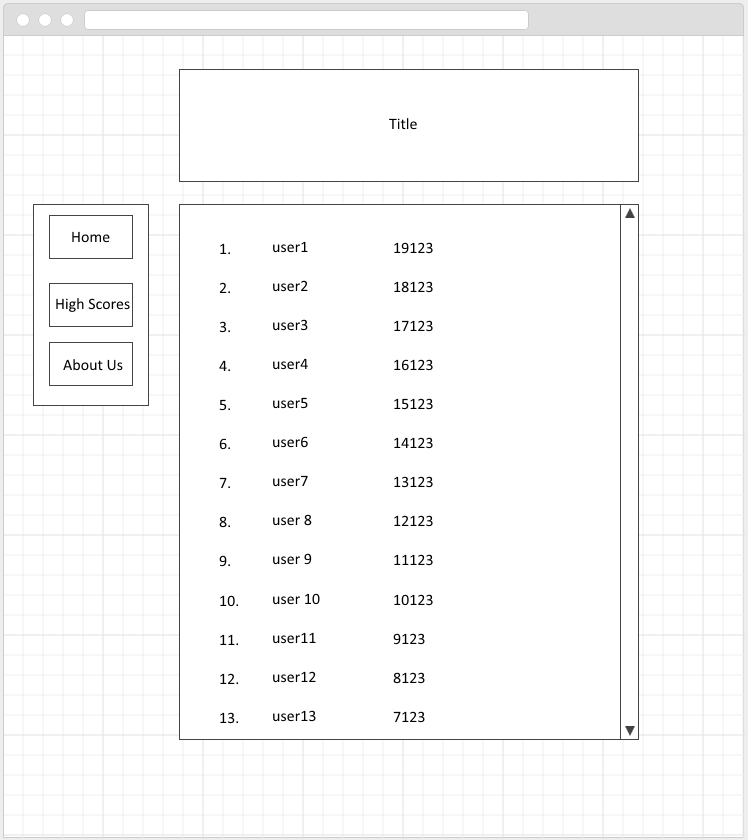 Title
Home
High Scores
About Us
1. user1 19123
2. user2 18123
3. user3 17123
4. user4 16123
5. user5 15123
6. user6 14123
7. user7 13123
8. user 8 12123
9. user 9 11123
10. user 10 10123
11. user11 9123
12. user12 8123
13. user13 7123